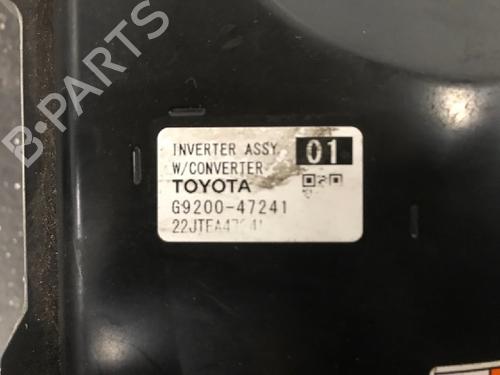 INVERTER ASSY 01
W/CONVERTER
TOYOTA
G9200-47241
B-PARTS